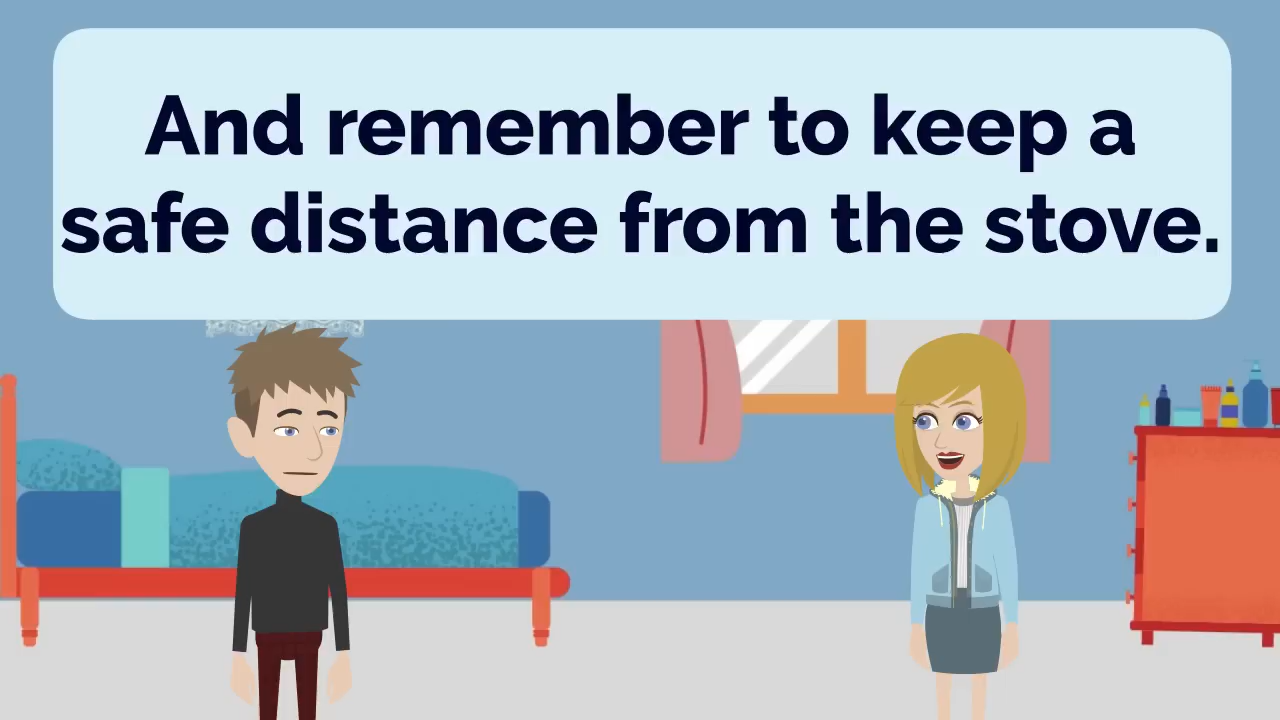 And remember to keep a
safe distance from the stove.